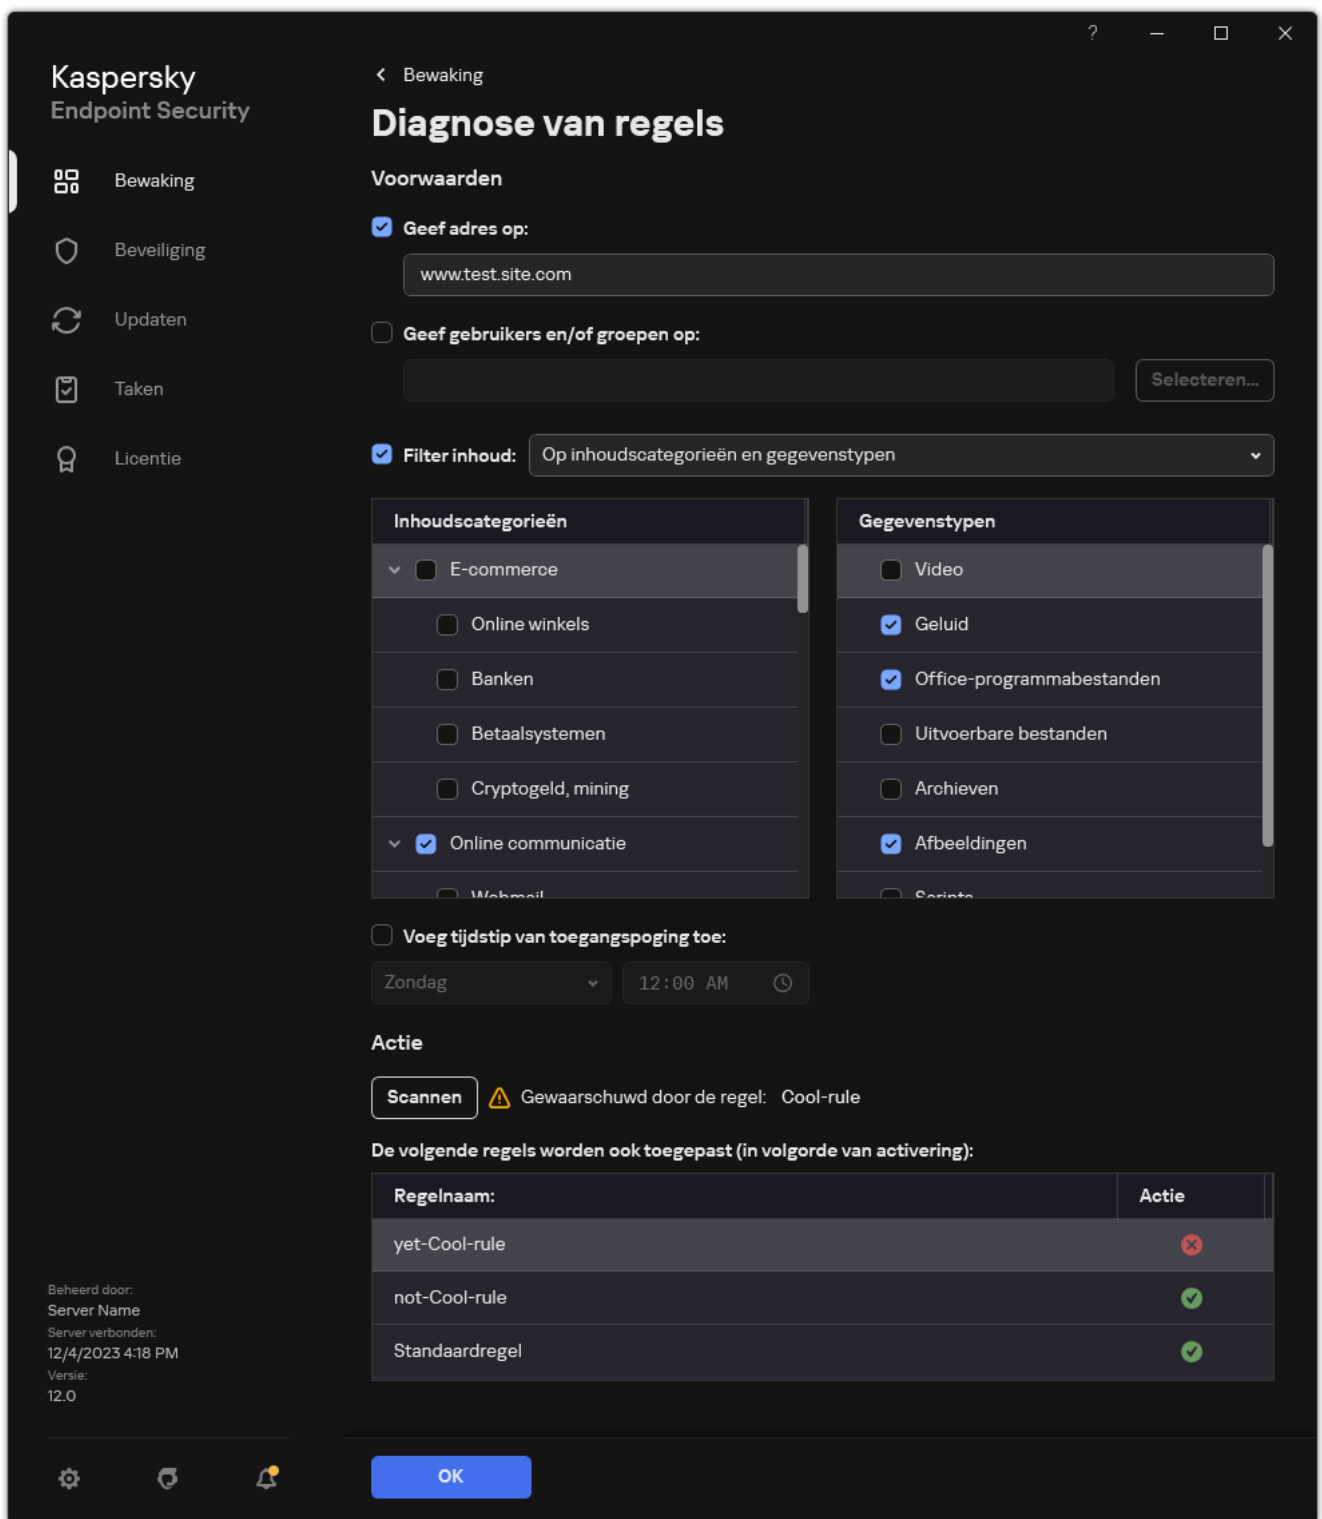 ?
Kaspersky
Endpoint Security
Bewaking
Beveiliging
Updaten
Taken
Licentie
Beheerd door:
Server Name
Server verbonden:
12/4/2023 4:18 PM
Versie:
12.0
Bewaking
Diagnose van regels
Voorwaarden
Geef adres op:
www.test.site.com
Geef gebruikers en/of groepen op:
Selecteren...
Filter inhoud: Op inhoudscategorieën en gegevenstypen
Inhoudscategorieën
E-commerce
Online winkels
Banken
Betaalsystemen
Cryptogeld, mining
Online communicatie
Webmail
Gegevenstypen
Video
Geluid
Office-programmabestanden
Uitvoerbare bestanden
Archieven
Afbeeldingen
Scripts
Voeg tijdstip van toegangspoging toe:
Zondag 12:00 AM
Actie
Scannen Gewaarschuwd door de regel: Cool-rule
De volgende regels worden ook toegepast (in volgorde van activering):
Regelnaam: Actie
yet-Cool-rule
not-Cool-rule
Standaardregel
OK